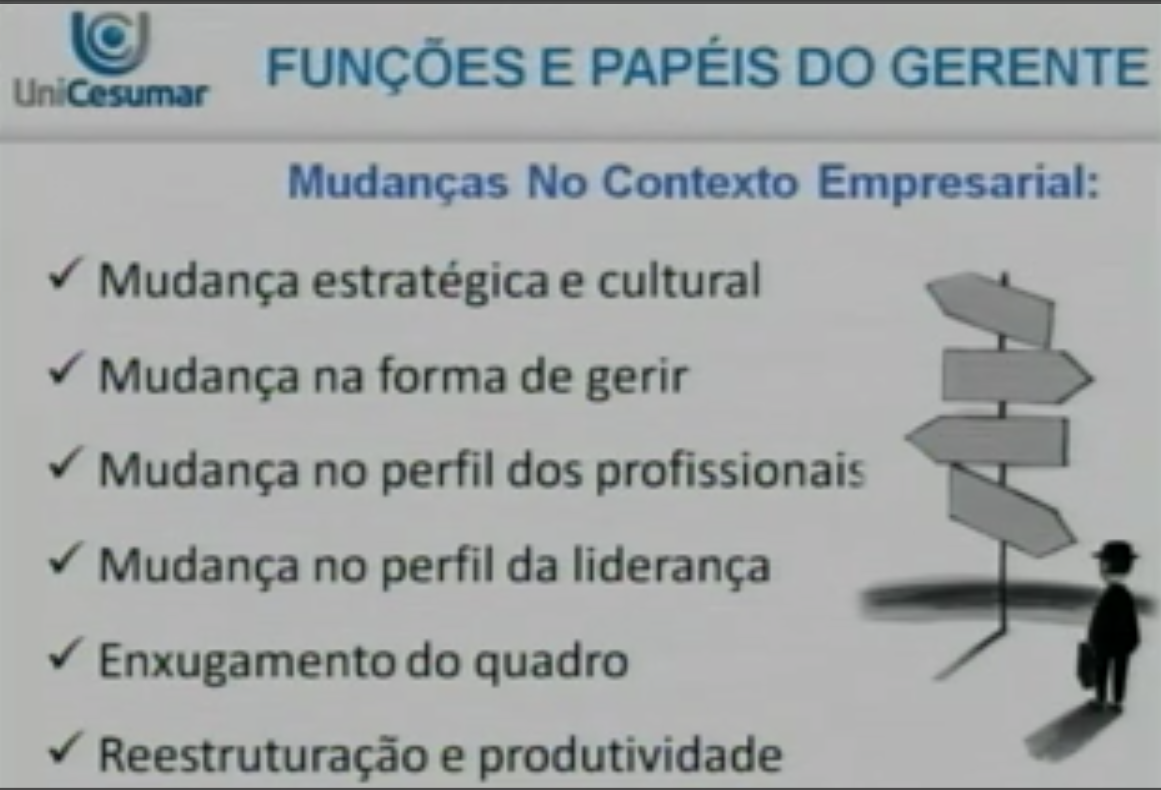 UniCesumar
FUNÇÕES E PAPÉIS DO GERENTE
Mudanças No Contexto Empresarial:
✓ Mudança estratégica e cultural
✓ Mudança na forma de gerir
✓ Mudança no perfil dos profissionais
✓ Mudança no perfil da liderança
✓ Enxugamento do quadro
✓ Reestruturação e produtividade